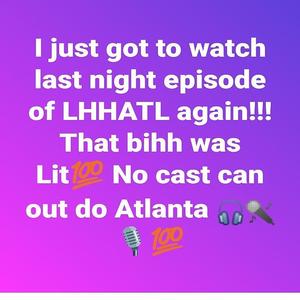 I just got to watch
last night episode
of LHHATL again!!!
That bihh was
Lit💯 No cast can
out do Atlanta 🎧🎤
🎙️💯